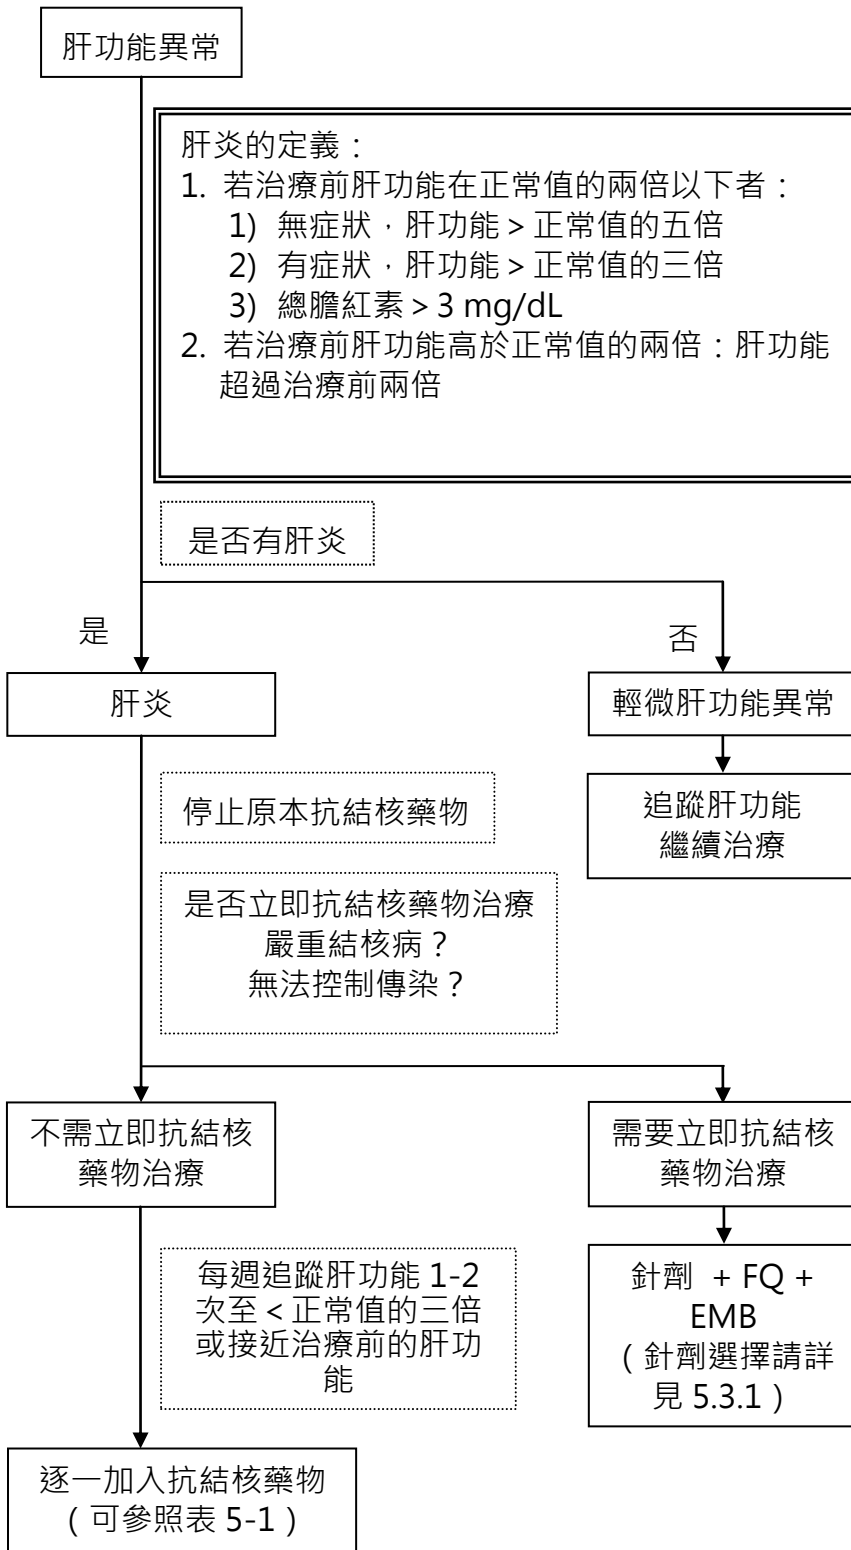 肝功能異常
肝炎的定義：
1. 若治療前肝功能在正常值的兩倍以下者：
1) 無症狀，肝功能 > 正常值的五倍
2) 有症狀，肝功能 > 正常值的三倍
3) 總膽紅素 > 3 mg/dL
2. 若治療前肝功能高於正常值的兩倍：肝功能
超過治療前兩倍
是否有肝炎
是
否
肝炎
輕微肝功能異常
停止原本抗結核藥物
追蹤肝功能
繼續治療
是否立即抗結核藥物治療
嚴重結核病？
無法控制傳染？
不需立即抗結核
藥物治療
需要立即抗結核
藥物治療
每週追蹤肝功能 1-2
次至 < 正常值的三倍
或接近治療前的肝功
能
針劑 + FQ +
EMB
（針劑選擇請詳
見 5.3.1）
逐一加入抗結核藥物
（可參照表 5-1）